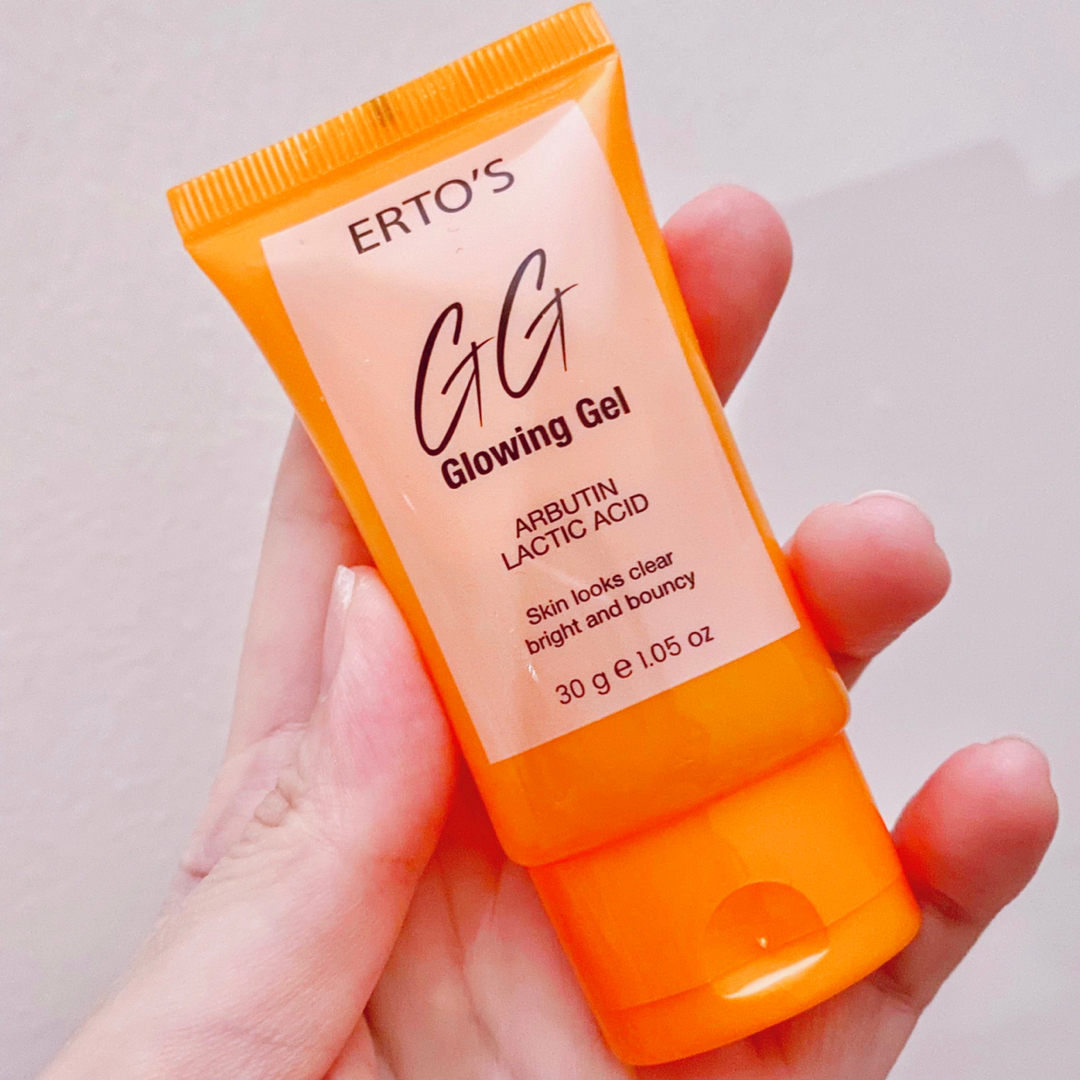 ERTO'S
GG
Glowing Gel
ARBUTIN
LACTIC ACID
Skin looks clear
bright and bouncy
30 g e 1.05 oz